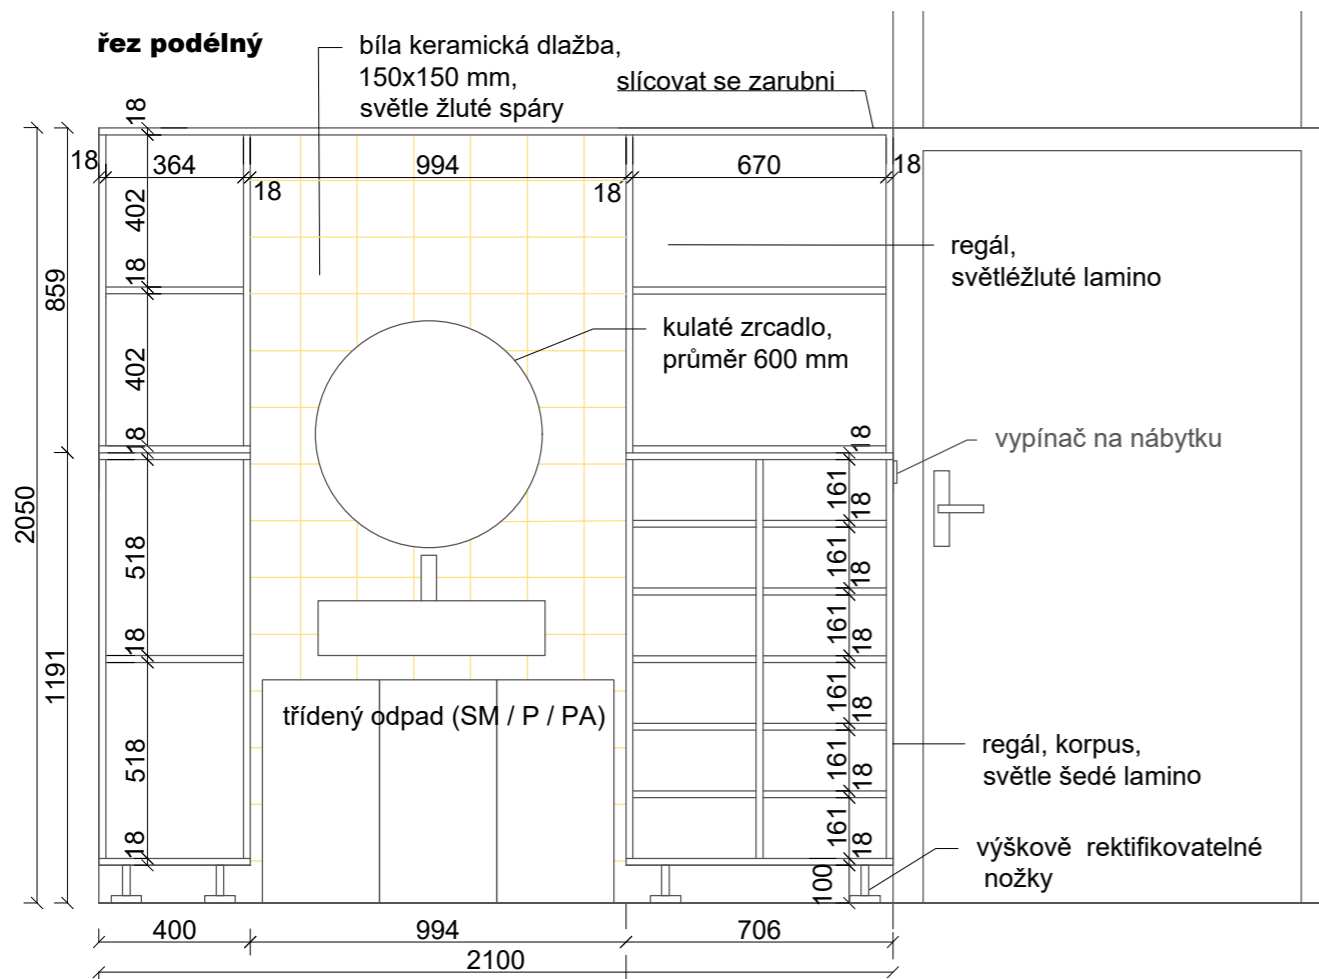 řez podélný
bíla keramická dlažba,
150x150 mm,
světle žluté spáry
slícovat se zarubni
18
18
364
994
670
18
18
18
402
18
859
regál,
světléžluté lamino
kulaté zrcadlo,
průměr 600 mm
402
18
18
vypínač na nábytku
2050
161
18
518
161
18
161
18
18
1191
161
18
třídený odpad (SM / P / PA)
518
161
18
regál, korpus,
světle šedé lamino
18
161
18
výškově rektifikovatelné
nožky
100
400
994
706
2100